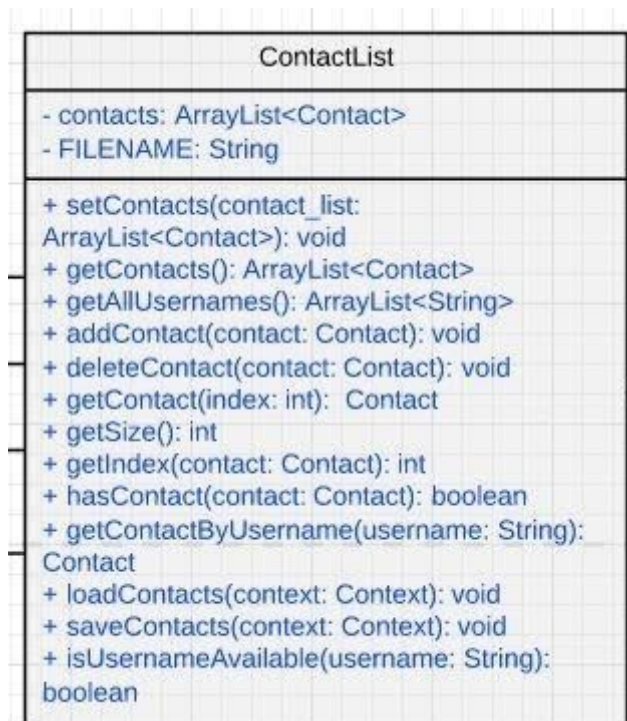 ContactList
- contacts: ArrayList<Contact>
- FILENAME: String
+ setContacts(contact_list:
ArrayList<Contact>): void
+ getContacts(): ArrayList<Contact>
+ getAllUsernames(): ArrayList<String>
+ addContact(contact: Contact): void
+ deleteContact(contact: Contact): void
+ getContact(index: int):  Contact
+ getSize(): int
+ getIndex(contact: Contact): int
+ hasContact(contact: Contact): boolean
+ getContactByUsername(username: String):
Contact
+ loadContacts(context: Context): void
+ saveContacts(context: Context): void
+ isUsernameAvailable(username: String):
boolean